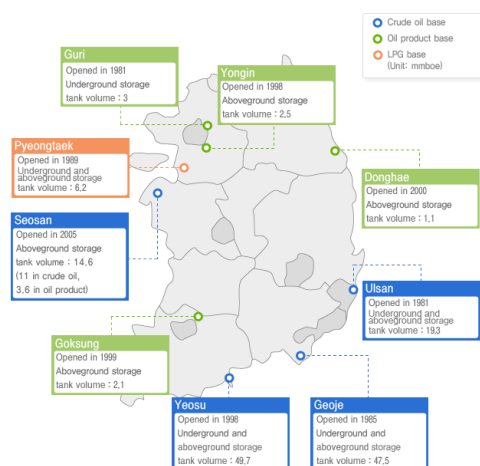 Crude oil base
Oil product base
LPG base
(Unit: mmboe)
Guri
Opened in 1981
Underground storage
tank volume : 3
Yongin
Opened in 1998
Aboveground storage
tank volume : 2,5
Pyeongtaek
Opened in 1989
Underground and
aboveground storage
tank volume : 6,2
Donghae
Opened in 2000
Aboveground storage
tank volume : 1,1
Seosan
Opened in 2005
Aboveground storage
tank volume : 14,6
(11 in crude oil,
3,6 in oil product)
Ulsan
Opened in 1981
Underground and
aboveground storage
tank volume : 19,3
Goksung
Opened in 1999
Aboveground storage
tank volume : 2,1
Yeosu
Opened in 1998
Underground and
aboveground storage
tank volume : 49,7
Geoje
Opened in 1985
Underground and
aboveground storage
tank volume : 47,5